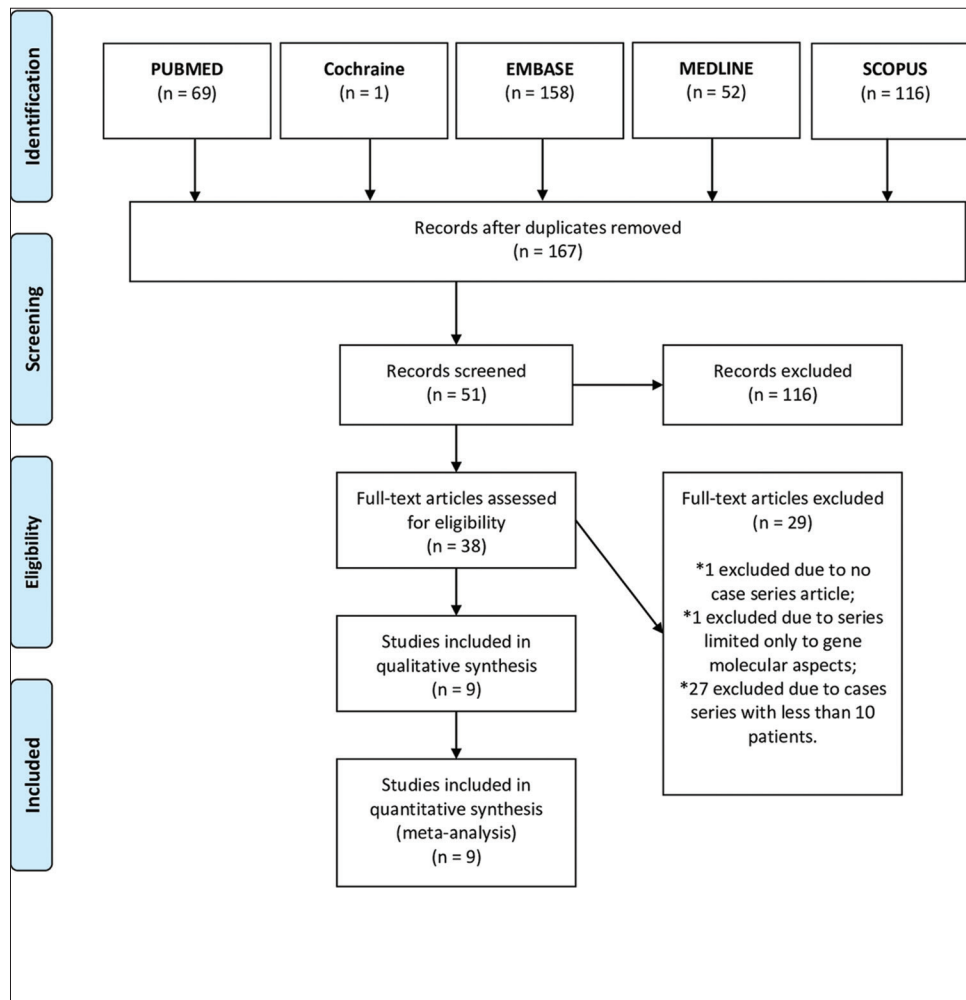 Identification
PUBMED
(n = 69)
Cochraine
(n = 1)
EMBASE
(n = 158)
MEDLINE
(n = 52)
SCOPUS
(n = 116)
Records after duplicates removed
(n = 167)
Screening
Records screened
(n = 51)
Records excluded
(n = 116)
Eligibility
Full-text articles assessed
for eligibility
(n = 38)
Full-text articles excluded
(n = 29)
*1 excluded due to no
case series article;
*1 excluded due to series
limited only to gene
molecular aspects;
*27 excluded due to cases
series with less than 10
patients.
Studies included in
qualitative synthesis
(n = 9)
Included
Studies included in
quantitative synthesis
(meta-analysis)
(n = 9)